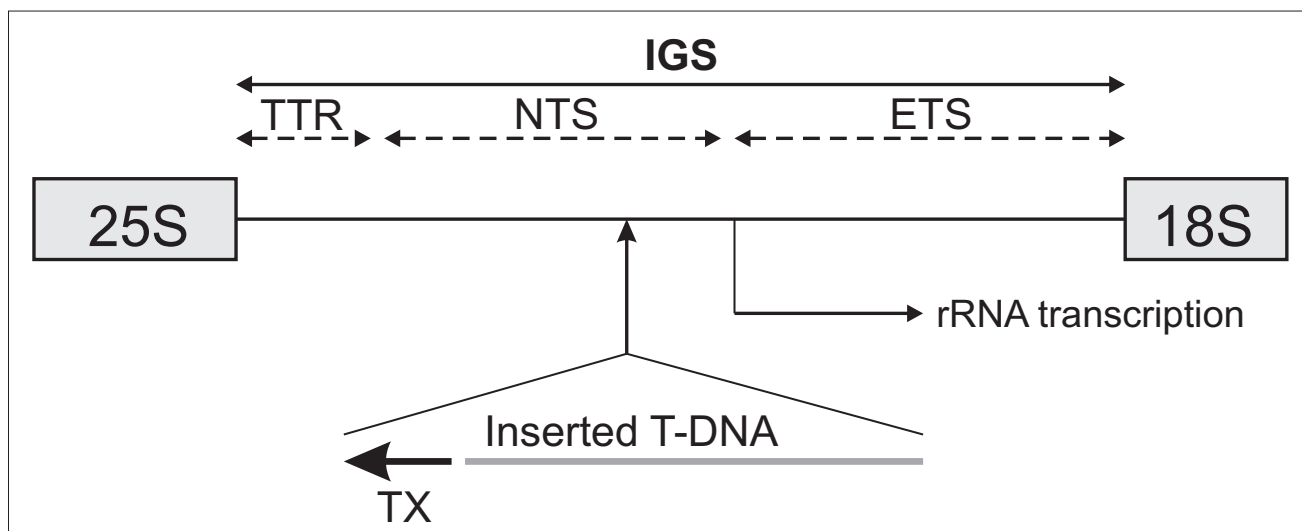 IGS
TTR NTS ETS
25S 18S
rRNA transcription
Inserted T-DNA
TX